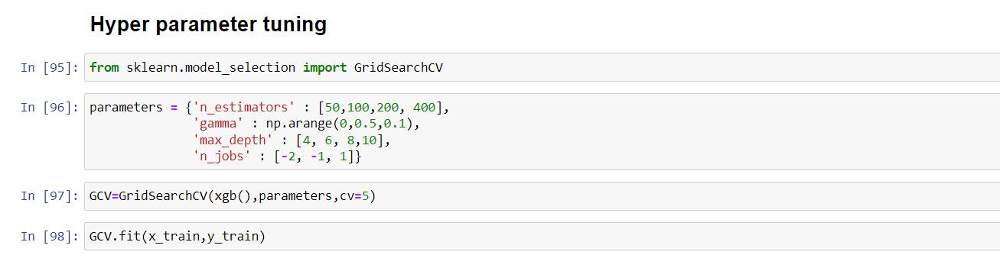 Hyper parameter tuning
In [95]: from sklearn.model_selection import GridSearchCV
In [96]: parameters = {'n_estimators' : [50,100,200, 400],
'gamma' : np.arange(0,0.5,0.1),
'max_depth' : [4, 6, 8,10],
'n_jobs' : [-2, -1, 1]}
In [97]: GCV=GridSearchCV(xgb(),parameters,cv=5)
In [98]: GCV.fit(x_train,y_train)